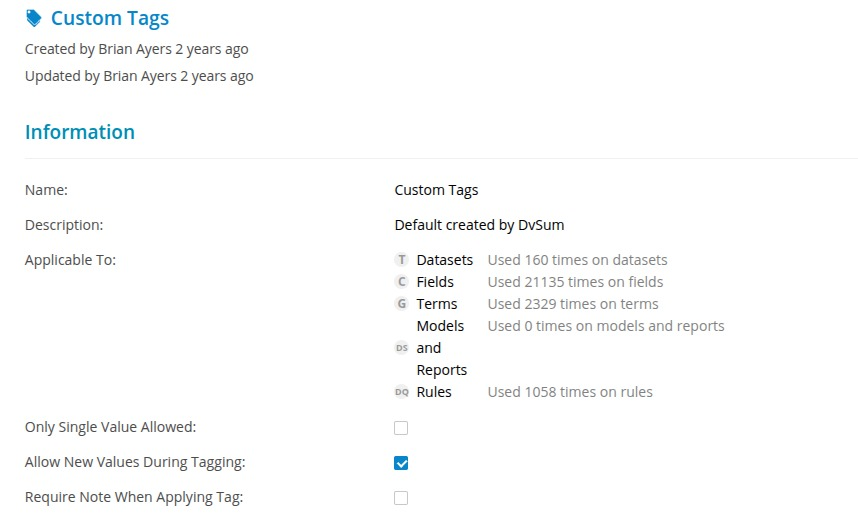 Custom Tags
Created by Brian Ayers 2 years ago
Updated by Brian Ayers 2 years ago
Information
Name: Custom Tags
Description: Default created by DvSum
Applicable To: T Datasets Used 160 times on datasets
C Fields Used 21135 times on fields
G Terms Used 2329 times on terms
Models Used 0 times on models and reports
DS and
Reports
DQ Rules Used 1058 times on rules
Only Single Value Allowed:
Allow New Values During Tagging:
Require Note When Applying Tag: